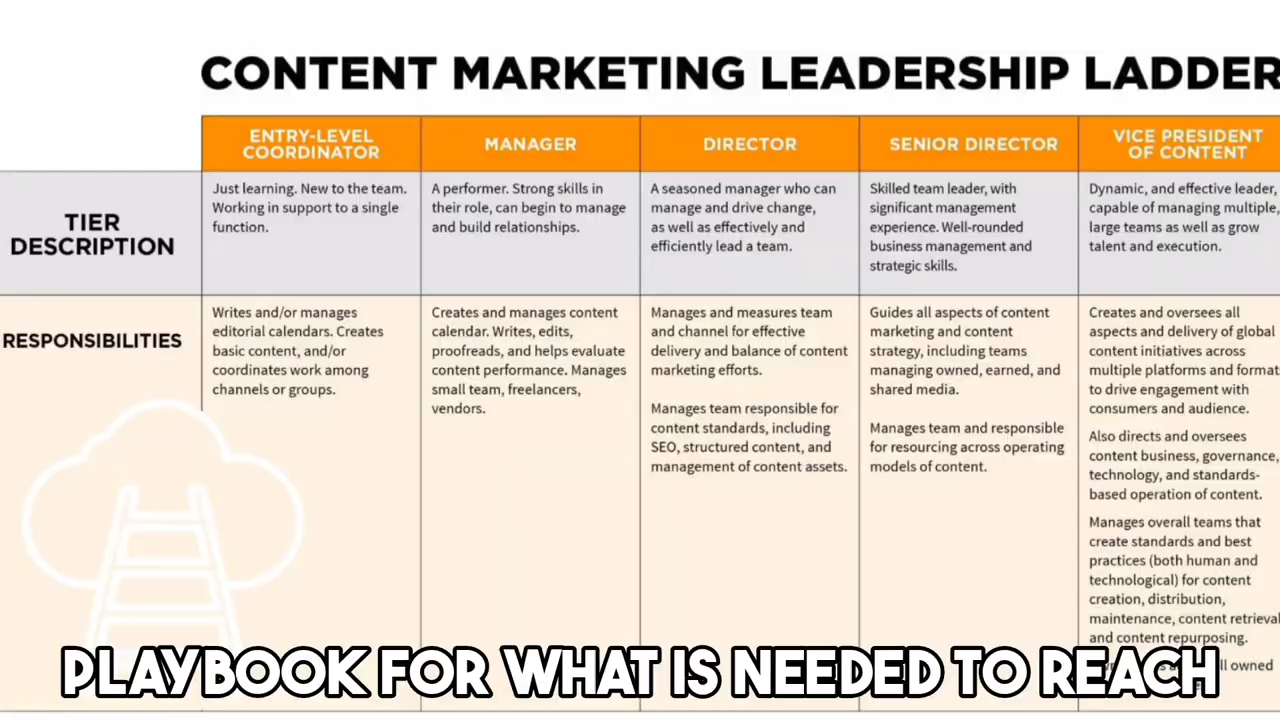 CONTENT MARKETING LEADERSHIP LADDER
ENTRY-LEVEL
COORDINATOR
MANAGER
DIRECTOR
SENIOR DIRECTOR
VICE PRESIDENT
OF CONTENT
TIER
DESCRIPTION
Just learning. New to the team.
Working in support to a single
function.
A performer. Strong skills in
their role, can begin to manage
and build relationships.
A seasoned manager who can
manage and drive change,
as well as effectively and
efficiently lead a team.
Skilled team leader, with
significant management
experience. Well-rounded
business management and
strategic skills.
Dynamic, and effective leader,
capable of managing multiple,
large teams as well as grow
talent and execution.
RESPONSIBILITIES
Writes and/or manages
editorial calendars. Creates
basic content, and/or
coordinates work among
channels or groups.
Creates and manages content
calendar. Writes, edits,
proofreads, and helps evaluate
content performance. Manages
small team, freelancers,
vendors.
Manages and measures team
and channel for effective
delivery and balance of content
marketing efforts.
Manages team responsible for
content standards, including
SEO, structured content, and
management of content assets.
Guides all aspects of content
marketing and content
strategy, including teams
managing owned, earned, and
shared media.
Manages team and responsible
for resourcing across operating
models of content.
Creates and oversees all
aspects and delivery of global
content initiatives across
multiple platforms and format
to drive engagement with
consumers and audience.
Also directs and oversees
content business, governance,
technology, and standards-
based operation of content.
Manages overall teams that
create standards and best
practices (both human and
technological) for content
creation, distribution,
maintenance, content retrieval
and content repurposing.
owned
PLAYBOOK FOR WHAT IS NEEDED TO REACH